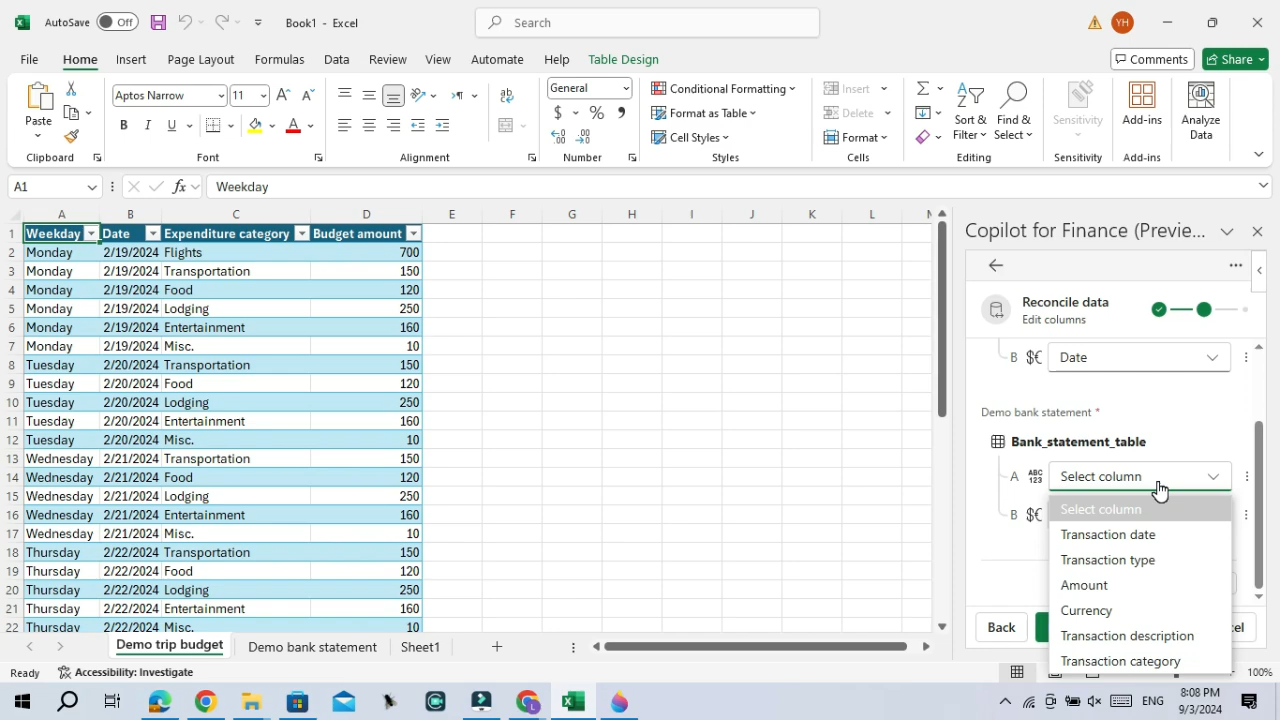 AutoSave Off Book1 - Excel Search YH
File Home Insert Page Layout Formulas Data Review View Automate Help Table Design Comments Share
Paste Aptos Narrow 11 General Conditional Formatting Insert Sort & Filter Find & Select Sensitivity Add-ins Analyze Data
B I U $ % Format as Table Delete
Cell Styles Format
Clipboard Font Alignment Number Styles Cells Editing Sensitivity Add-ins
A1 fx Weekday
A B C D E F G H I J K L
1 Weekday Date Expenditure category Budget amount
2 Monday 2/19/2024 Flights 700
3 Monday 2/19/2024 Transportation 150
4 Monday 2/19/2024 Food 120
5 Monday 2/19/2024 Lodging 250
6 Monday 2/19/2024 Entertainment 160
7 Monday 2/19/2024 Misc. 10
8 Tuesday 2/20/2024 Transportation 150
9 Tuesday 2/20/2024 Food 120
10 Tuesday 2/20/2024 Lodging 250
11 Tuesday 2/20/2024 Entertainment 160
12 Tuesday 2/20/2024 Misc. 10
13 Wednesday 2/21/2024 Transportation 150
14 Wednesday 2/21/2024 Food 120
15 Wednesday 2/21/2024 Lodging 250
16 Wednesday 2/21/2024 Entertainment 160
17 Wednesday 2/21/2024 Misc. 10
18 Thursday 2/22/2024 Transportation 150
19 Thursday 2/22/2024 Food 120
20 Thursday 2/22/2024 Lodging 250
21 Thursday 2/22/2024 Entertainment 160
22 Thursday 2/22/2024 Misc. 10
Copilot for Finance (Previe...
Reconcile data
Edit columns
B $€ Date
Demo bank statement *
Bank_statement_table
A ABC 123 Select column
B $€ Select column
Transaction date
Transaction type
Amount
Currency
Transaction description
Transaction category
Back
Demo trip budget Demo bank statement Sheet1
Ready Accessibility: Investigate 100%
ENG 8:08 PM
9/3/2024